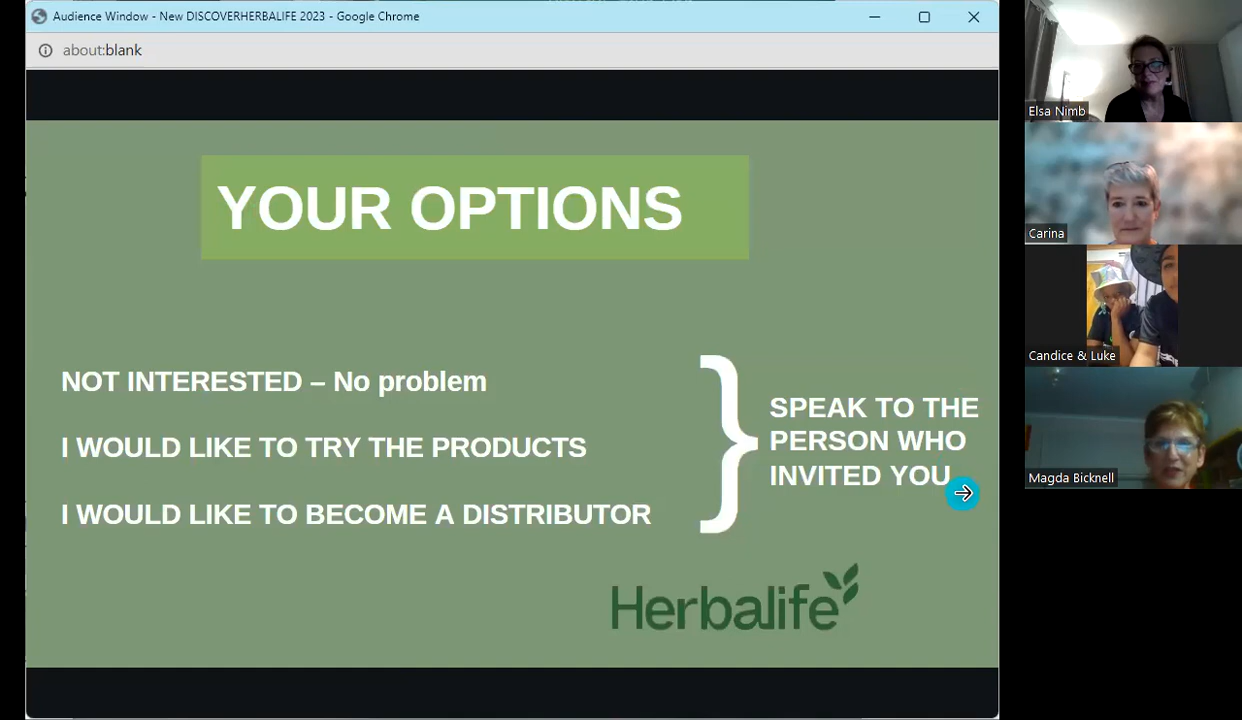 Audience Window - New DISCOVERHERBALIFE 2023 - Google Chrome
about:blank
YOUR OPTIONS
NOT INTERESTED – No problem
I WOULD LIKE TO TRY THE PRODUCTS
I WOULD LIKE TO BECOME A DISTRIBUTOR
SPEAK TO THE
PERSON WHO
INVITED YOU
Herbalife
Elsa Nimb
Carina
Candice & Luke
Magda Bicknell